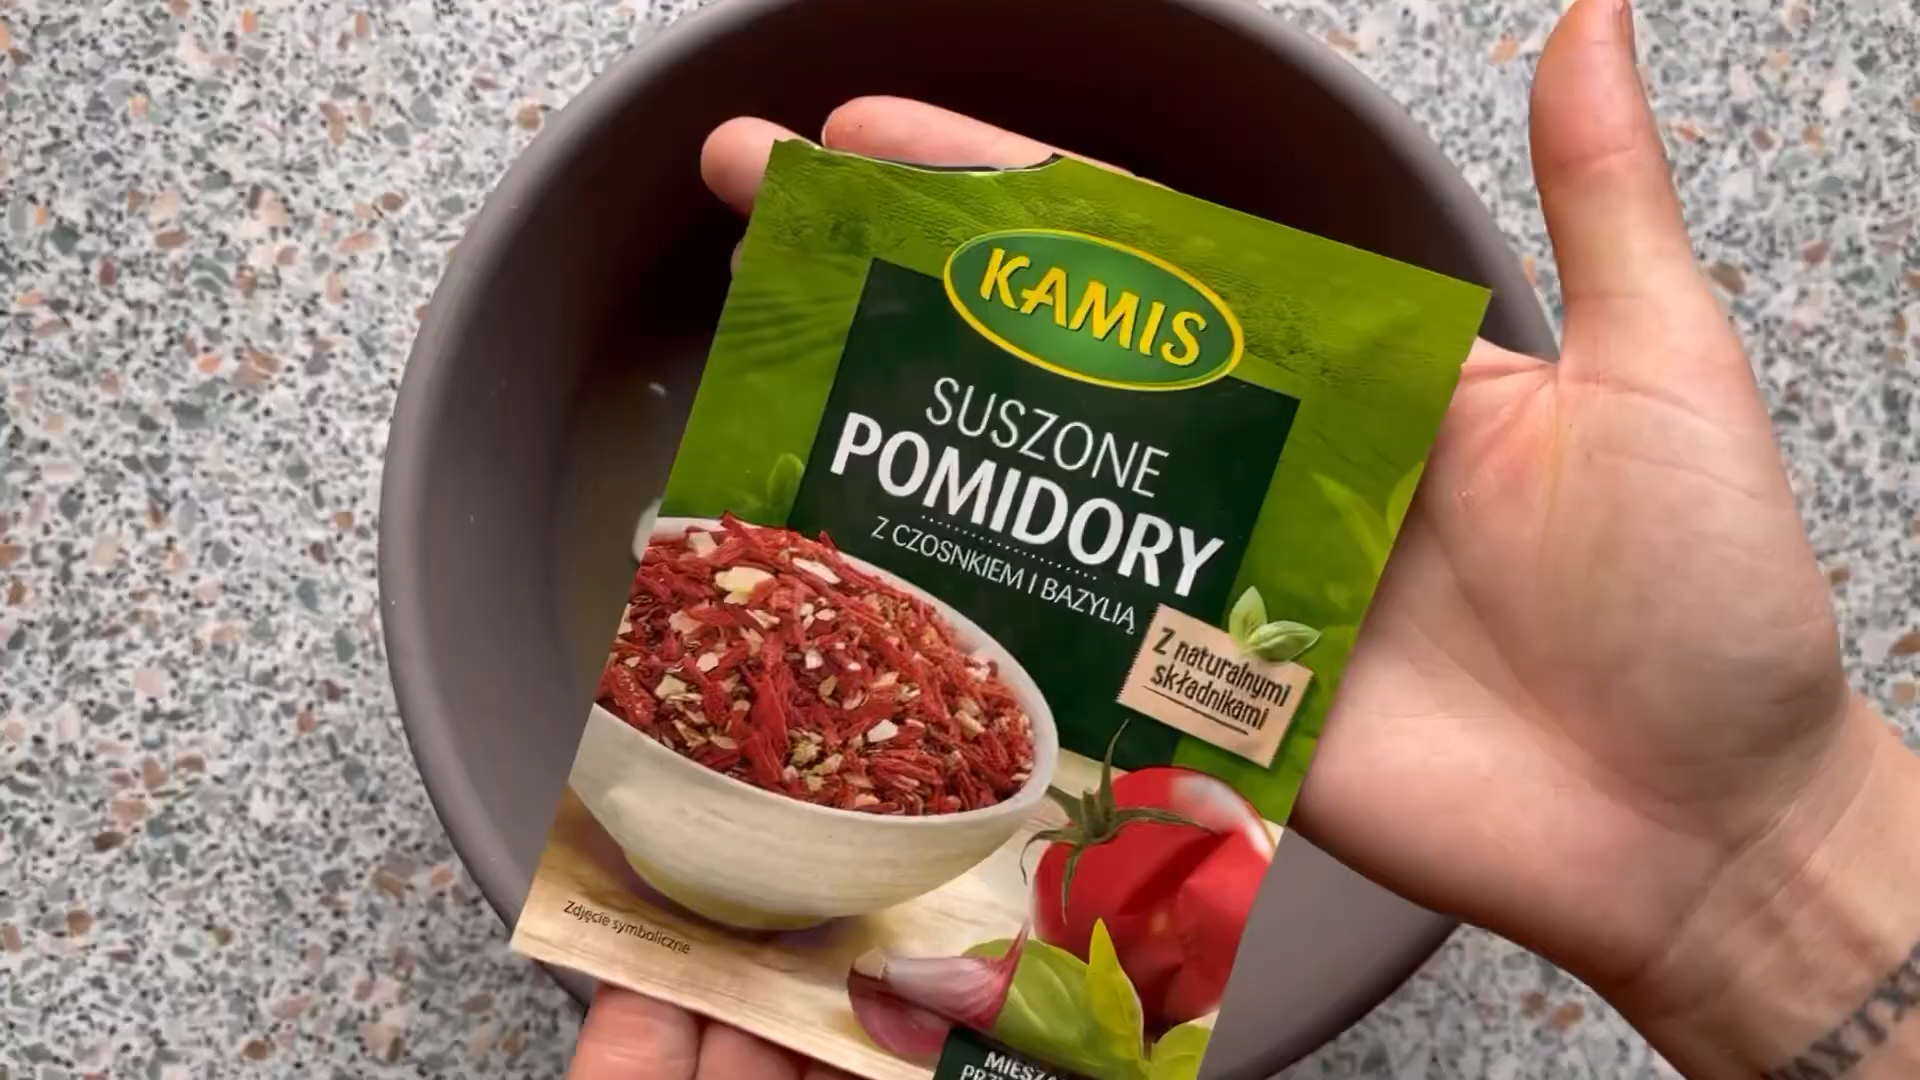 KAMIS
SUSZONE
POMIDORY
Z CZOSNKIEM I BAZYLIĄ
Z naturalnymi
składnikami
Zdjęcie symboliczne